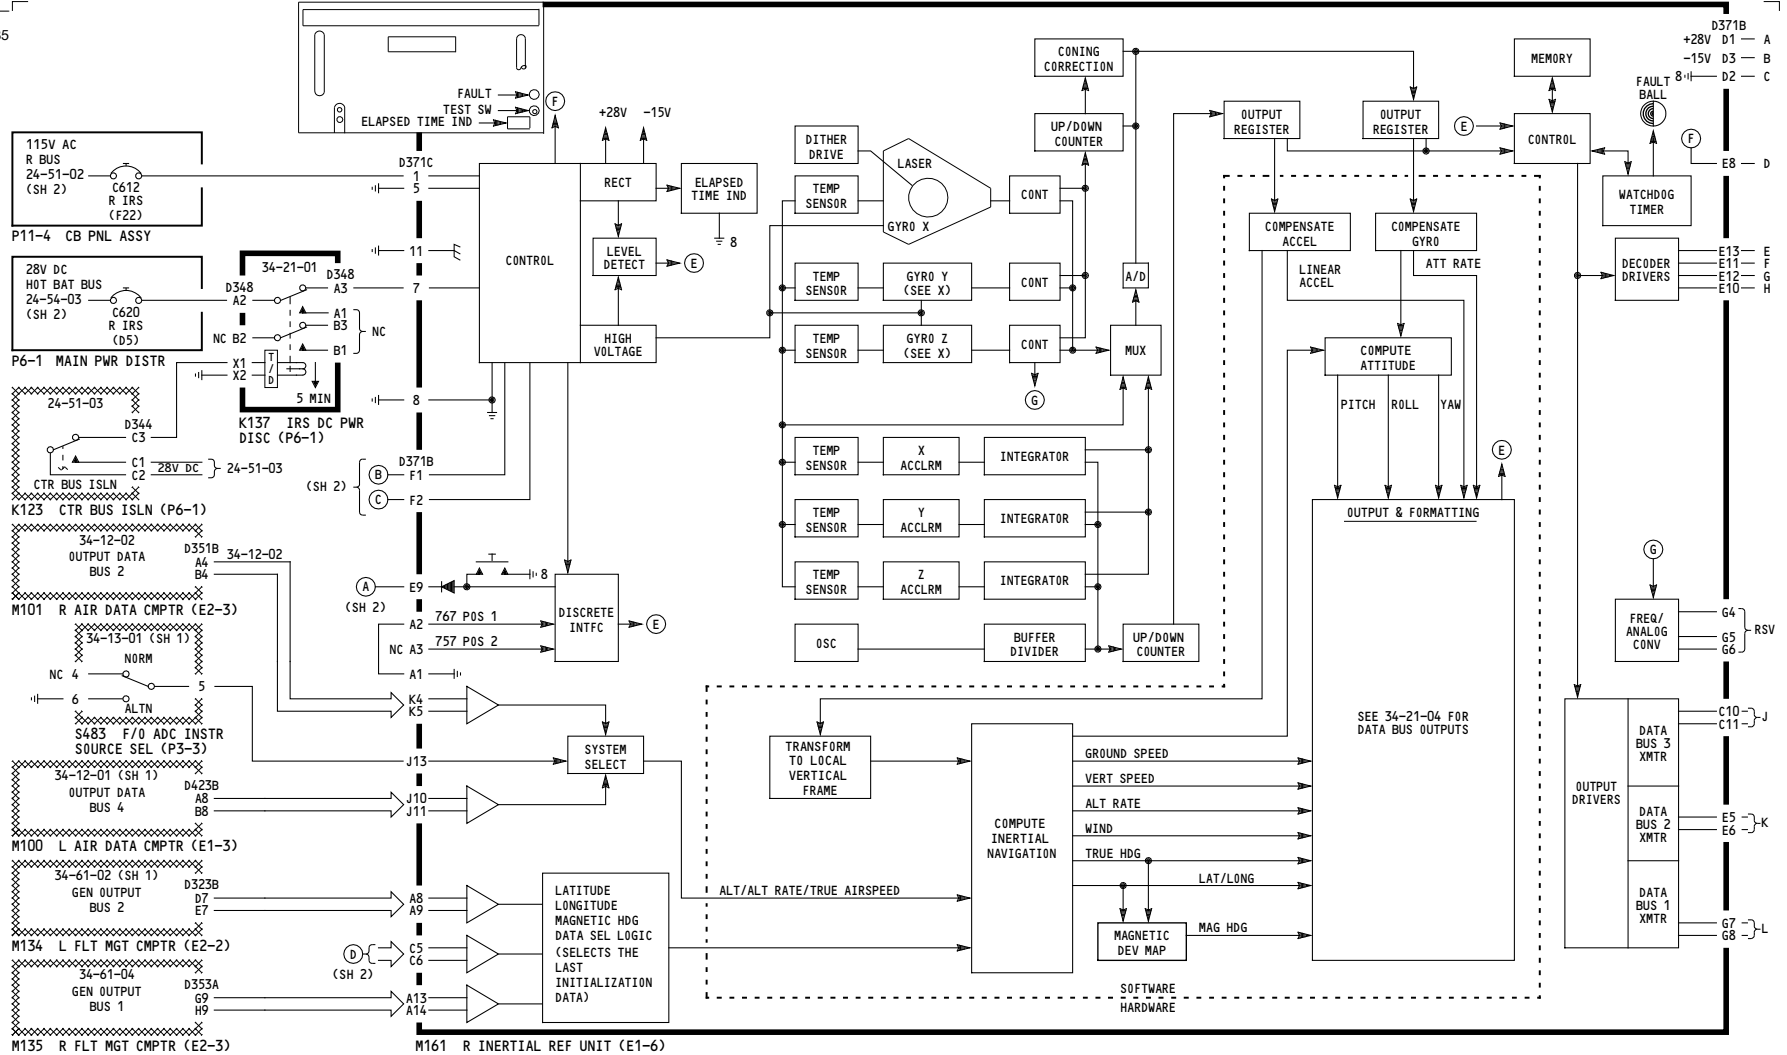 5
FAULT
TEST SW
ELAPSED TIME IND
F
+28V
-15V
115V AC
R BUS
24-51-02
(SH 2)
C612
R IRS
(F22)
P11-4 CB PNL ASSY
D371C
1
5
11
7
8
28V DC
HOT BAT BUS
24-54-03
(SH 2)
C620
R IRS
(D5)
P6-1 MAIN PWR DISTR
34-21-01
D348
D348
A2
A3
A1
B3
NC
NC B2
B1
X1
X2
T/D
5 MIN
K137 IRS DC PWR
DISC (P6-1)
24-51-03
D344
C3
C1
C2
28V DC
24-51-03
CTR BUS ISLN
K123 CTR BUS ISLN (P6-1)
34-12-02
OUTPUT DATA
BUS 2
D351B
A4
B4
34-12-02
M101 R AIR DATA CMPTR (E2-3)
34-13-01 (SH 1)
NORM
NC 4
5
6
ALTN
S483 F/O ADC INSTR
SOURCE SEL (P3-3)
34-12-01 (SH 1)
OUTPUT DATA
BUS 4
D423B
A8
B8
M100 L AIR DATA CMPTR (E1-3)
34-61-02 (SH 1)
GEN OUTPUT
BUS 2
D323B
D7
E7
M134 L FLT MGT CMPTR (E2-2)
34-61-04
GEN OUTPUT
BUS 1
D353A
G9
H9
M135 R FLT MGT CMPTR (E2-3)
D371B
(SH 2)
B
F1
C
F2
A
E9
(SH 2)
8
A2
767 POS 1
NC A3
757 POS 2
A1
K4
K5
J13
J10
J11
A8
A9
D
C5
C6
(SH 2)
A13
A14
CONTROL
RECT
ELAPSED
TIME IND
8
LEVEL
DETECT
E
HIGH
VOLTAGE
DISCRETE
INTFC
E
SYSTEM
SELECT
LATITUDE
LONGITUDE
MAGNETIC HDG
DATA SEL LOGIC
(SELECTS THE
LAST
INITIALIZATION
DATA)
M161 R INERTIAL REF UNIT (E1-6)
DITHER
DRIVE
LASER
GYRO X
TEMP
SENSOR
CONT
TEMP
SENSOR
GYRO Y
(SEE X)
CONT
TEMP
SENSOR
GYRO Z
(SEE X)
CONT
G
CONING
CORRECTION
UP/DOWN
COUNTER
A/D
MUX
TEMP
SENSOR
X
ACCLRM
INTEGRATOR
TEMP
SENSOR
Y
ACCLRM
INTEGRATOR
TEMP
SENSOR
Z
ACCLRM
INTEGRATOR
OSC
BUFFER
DIVIDER
UP/DOWN
COUNTER
OUTPUT
REGISTER
OUTPUT
REGISTER
E
MEMORY
CONTROL
FAULT
BALL
WATCHDOG
TIMER
COMPENSATE
ACCEL
COMPENSATE
GYRO
LINEAR
ACCEL
ATT RATE
COMPUTE
ATTITUDE
PITCH
ROLL
YAW
E
OUTPUT & FORMATTING
SEE 34-21-04 FOR
DATA BUS OUTPUTS
TRANSFORM
TO LOCAL
VERTICAL
FRAME
COMPUTE
INERTIAL
NAVIGATION
ALT/ALT RATE/TRUE AIRSPEED
GROUND SPEED
VERT SPEED
ALT RATE
WIND
TRUE HDG
LAT/LONG
MAGNETIC
DEV MAP
MAG HDG
SOFTWARE
HARDWARE
D371B
+28V D1 A
-15V D3 B
8 D2 C
F
E8 D
DECODER
DRIVERS
E13 E
E11 F
E12 G
E10 H
G
FREQ/
ANALOG
CONV
G4
G5
G6
RSV
OUTPUT
DRIVERS
DATA
BUS 3
XMTR
C10
C11
J
DATA
BUS 2
XMTR
E5
E6
K
DATA
BUS 1
XMTR
G7
G8
L